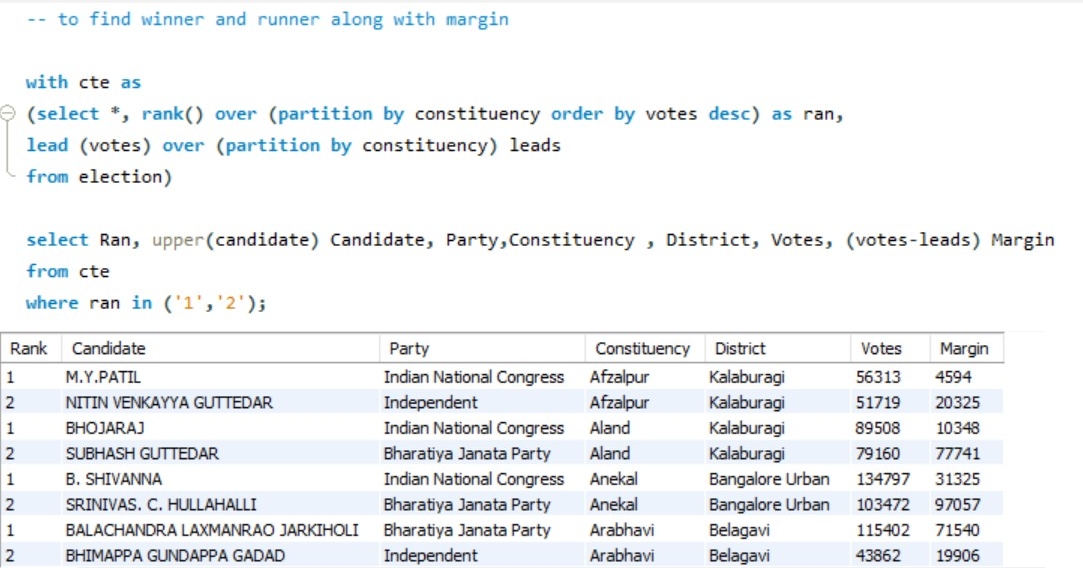 -- to find winner and runner along with margin
with cte as
(select *, rank() over (partition by constituency order by votes desc) as ran,
lead (votes) over (partition by constituency) leads
from election)
select Ran, upper(candidate) Candidate, Party,Constituency , District, Votes, (votes-leads) Margin
from cte
where ran in ('1','2');
Rank Candidate Party Constituency District Votes Margin
1 M.Y.PATIL Indian National Congress Afzalpur Kalaburagi 56313 4594
2 NITIN VENKAYYA GUTTEDAR Independent Afzalpur Kalaburagi 51719 20325
1 BHOJARAJ Indian National Congress Aland Kalaburagi 89508 10348
2 SUBHASH GUTTEDAR Bharatiya Janata Party Aland Kalaburagi 79160 77741
1 B. SHIVANNA Indian National Congress Anekal Bangalore Urban 134797 31325
2 SRINIVAS. C. HULLAHALLI Bharatiya Janata Party Anekal Bangalore Urban 103472 97057
1 BALACHANDRA LAXMANRAO JARKIHOLI Bharatiya Janata Party Arabhavi Belagavi 115402 71540
2 BHIMAPPA GUNDAPPA GADAD Independent Arabhavi Belagavi 43862 19906